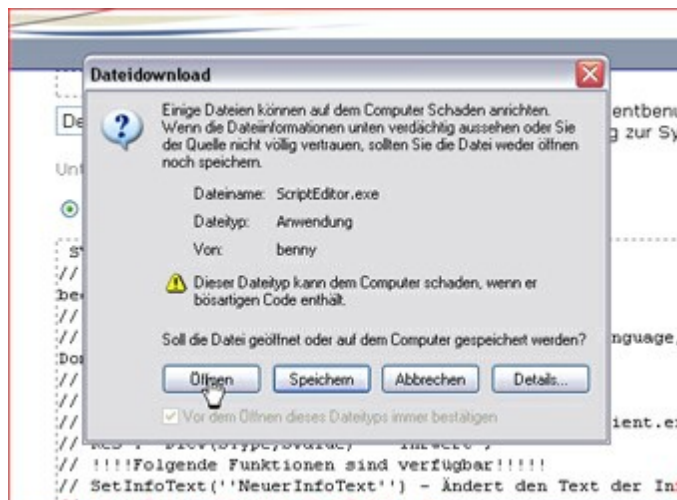 Dateidownload
Einige Dateien können auf dem Computer Schaden anrichten.
Wenn die Dateiinformationen unten verdächtig aussehen oder Sie
der Quelle nicht völlig vertrauen, sollten Sie die Datei weder öffnen
noch speichern.
Dateiname: ScriptEditor.exe
Dateityp: Anwendung
Von: benny
Dieser Dateityp kann dem Computer schaden, wenn er
bösartigen Code enthält.
Soll die Datei geöffnet oder auf dem Computer gespeichert werden?
Öffnen Speichern Abbrechen Details...
Vor dem Öffnen dieses Dateityps immer bestätigen
entbenu
g zur Sy
De
Unt
//
bec
//
//
nguage,
Dor
//
//
//
//
ient.ex
//
// !!!!Folgende Funktionen sind verfügbar!!!!!
// SetInfoText(''NeuerInfoText'') - Ändert den Text der In